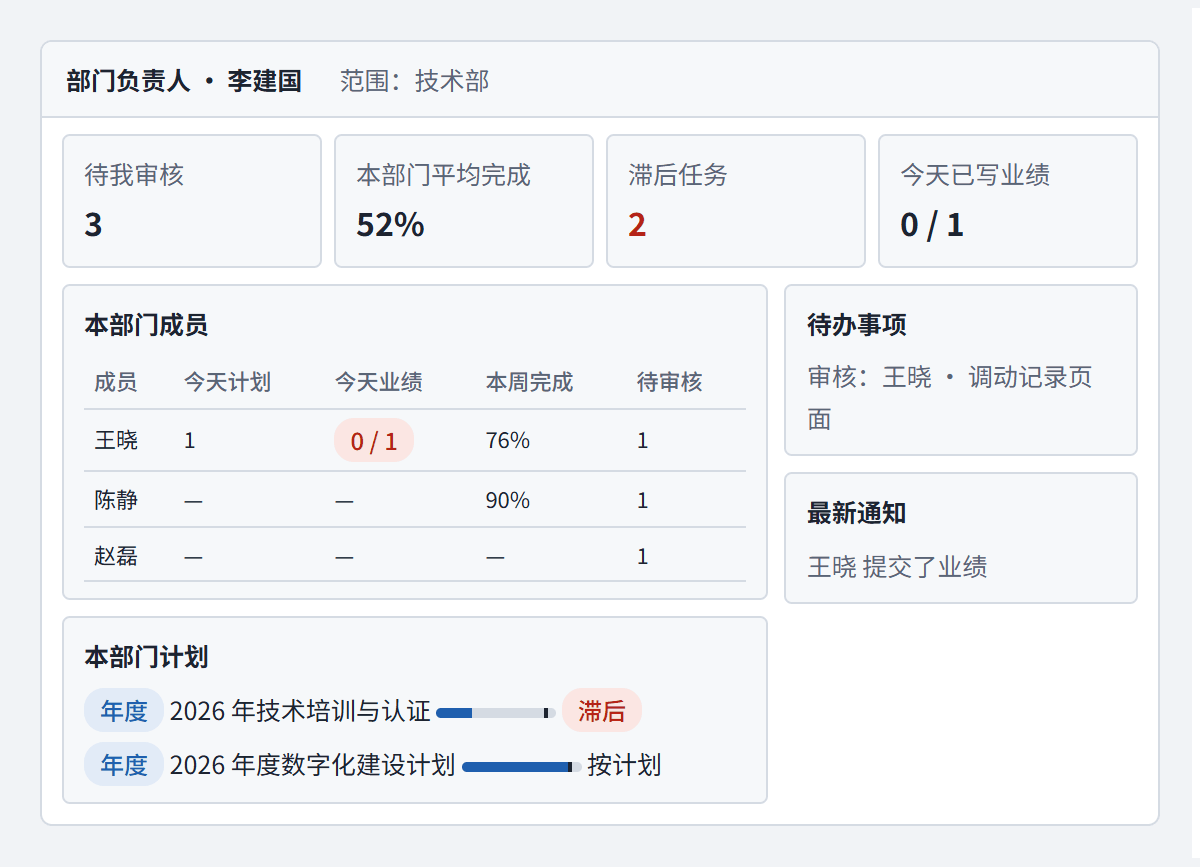 部门负责人 · 李建国 范围：技术部
待我审核 本部门平均完成 滞后任务 今天已写业绩
3 52% 2 0 / 1
本部门成员
成员 今天计划 今天业绩 本周完成 待审核
王晓 1 0 / 1 76% 1
陈静 — — 90% 1
赵磊 — — — 1
待办事项
审核：王晓 · 调动记录页
面
最新通知
王晓 提交了业绩
本部门计划
年度 2026 年技术培训与认证 滞后
年度 2026 年度数字化建设计划 按计划